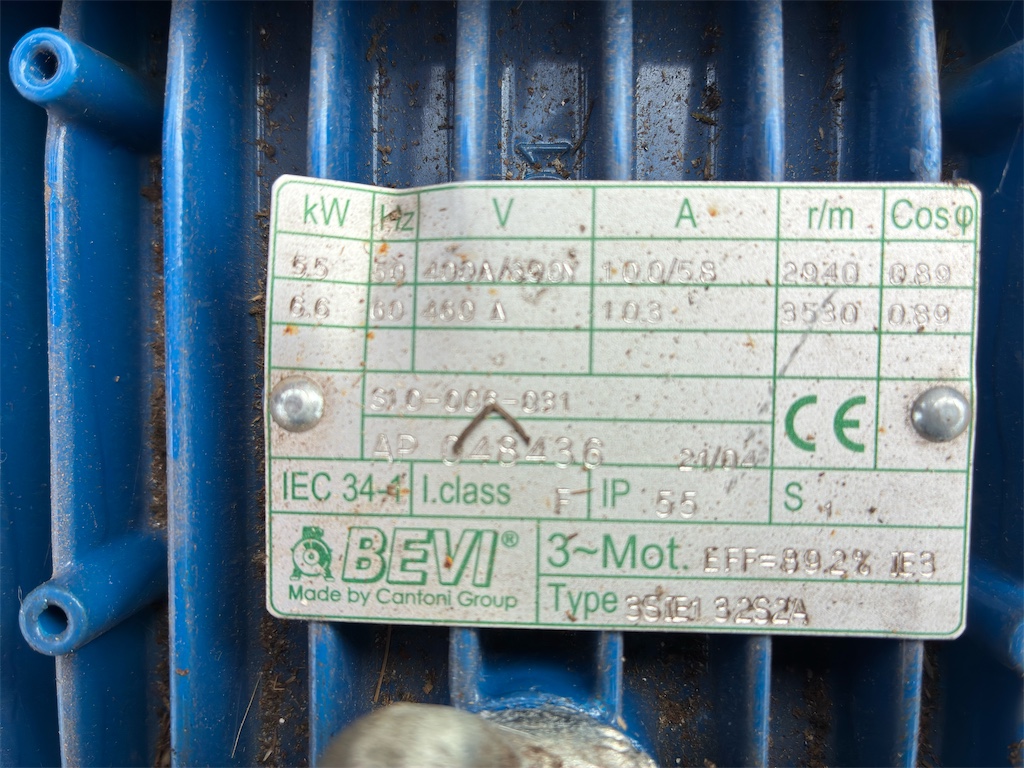 kW Hz V A r/m Cosφ
5.5 50 400Δ/690Y 10.0/5.8 2940 0.89
6.6 60 460 Δ 10.3 3530 0.89
AP 048436 21/04
IEC 34-1 I.class F IP 55 S 1
BEVI® 3~Mot. EFF=89.2% IE3
Made by Cantoni Group Type 3SIE132S2A
CE